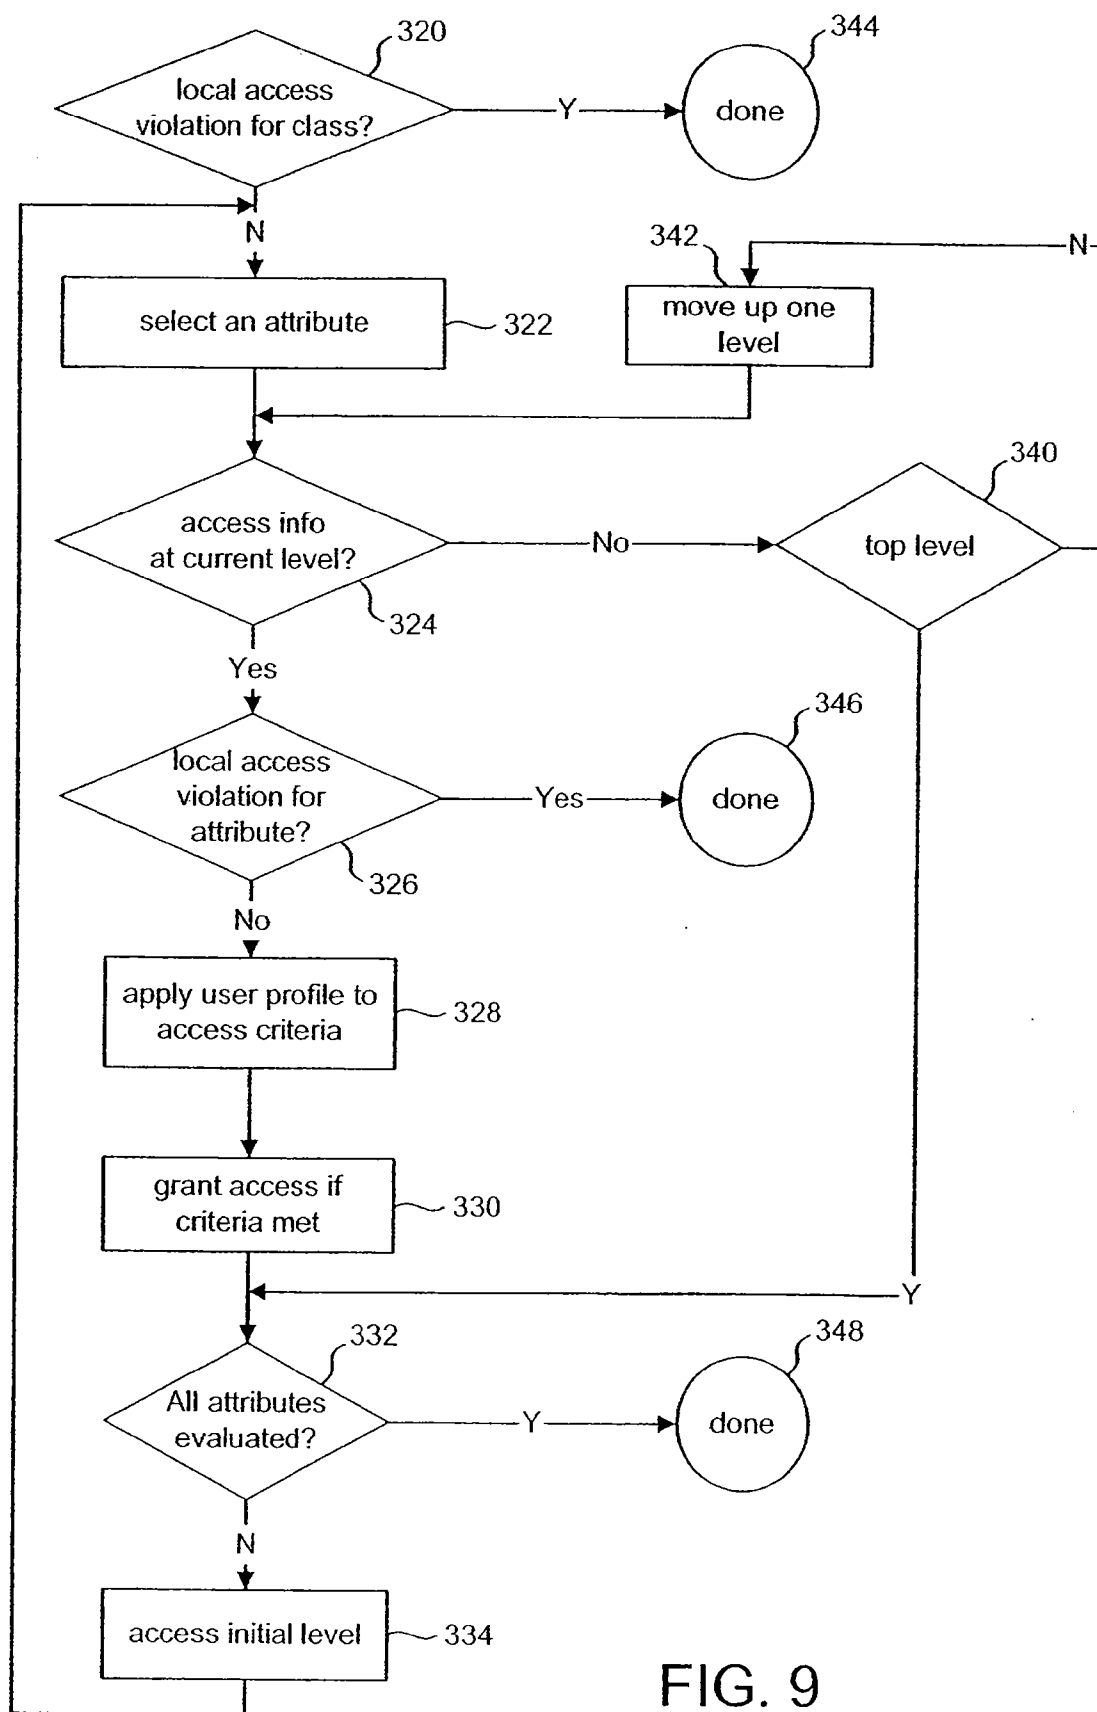 320
local access
violation for class?
Y
344
done
N
342
N
select an attribute
322
move up one
level
340
access info
at current level?
No
top level
324
Yes
346
local access
violation for
attribute?
Yes
done
326
No
apply user profile to
access criteria
328
grant access if
criteria met
330
Y
332
348
All attributes
evaluated?
Y
done
N
access initial level
334
FIG. 9